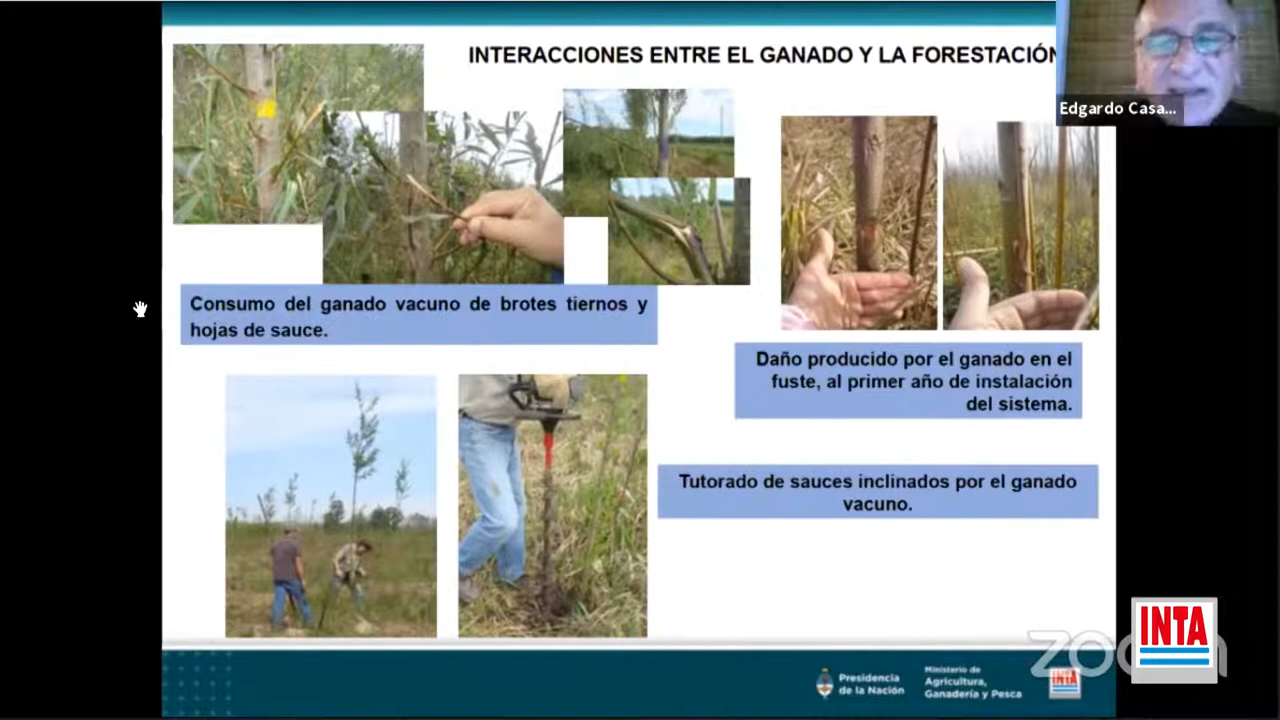 INTERACCIONES ENTRE EL GANADO Y LA FORESTACIÓN
Edgardo Casa...
Consumo del ganado vacuno de brotes tiernos y
hojas de sauce.
Daño producido por el ganado en el
fuste, al primer año de instalación
del sistema.
Tutorado de sauces inclinados por el ganado
vacuno.
Presidencia
de la Nación
Ministerio de
Agricultura,
Ganadería y Pesca
INTA
zoom
INTA